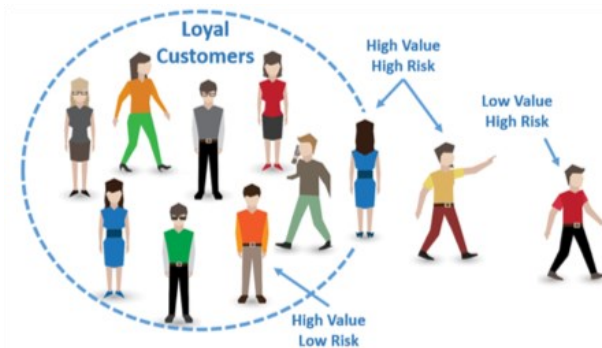 Loyal
Customers
High Value
High Risk
Low Value
High Risk
High Value
Low Risk